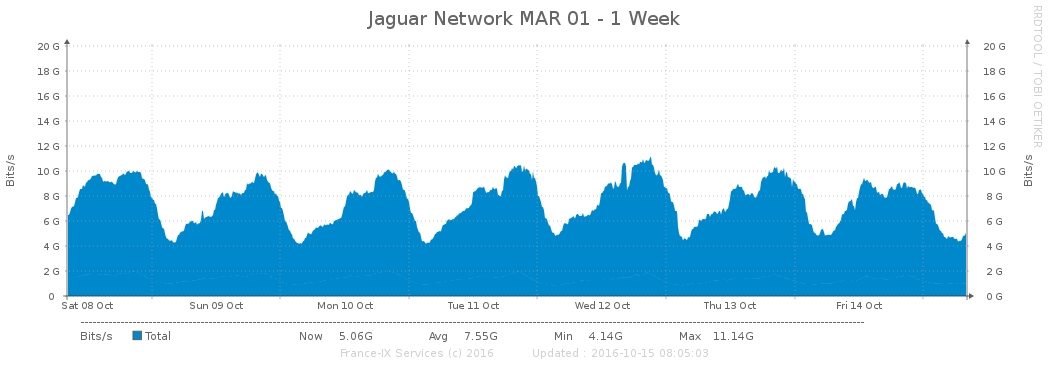 Jaguar Network MAR 01 - 1 Week
RRDTOOL / TOBI OETIKER
Bits/s
Bits/s
20 G 20 G
18 G 18 G
16 G 16 G
14 G 14 G
12 G 12 G
10 G 10 G
8 G 8 G
6 G 6 G
4 G 4 G
2 G 2 G
0 0 G
Sat 08 Oct Sun 09 Oct Mon 10 Oct Tue 11 Oct Wed 12 Oct Thu 13 Oct Fri 14 Oct
Bits/s Total Now 5.06G Avg 7.55G Min 4.14G Max 11.14G
France-IX Services (c) 2016 Updated : 2016-10-15 08:05:03